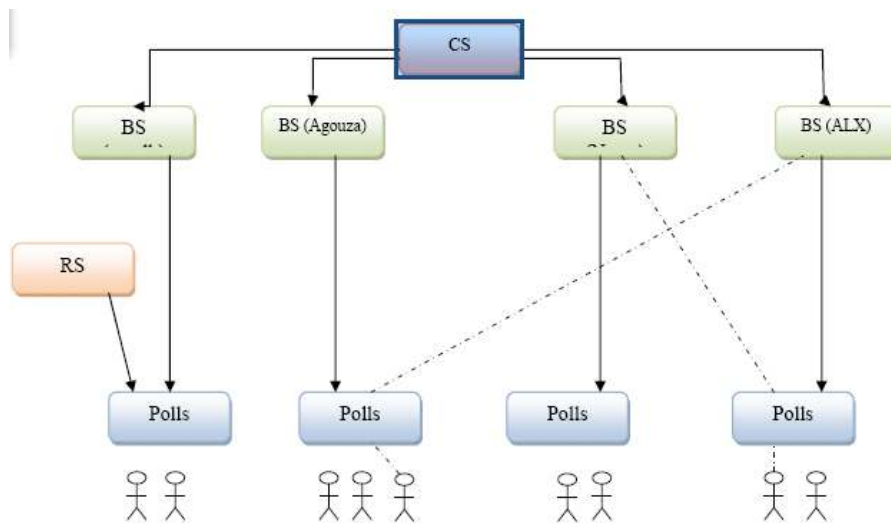 CS
BS
BS (Agouza)
BS
BS (ALX)
RS
Polls
Polls
Polls
Polls